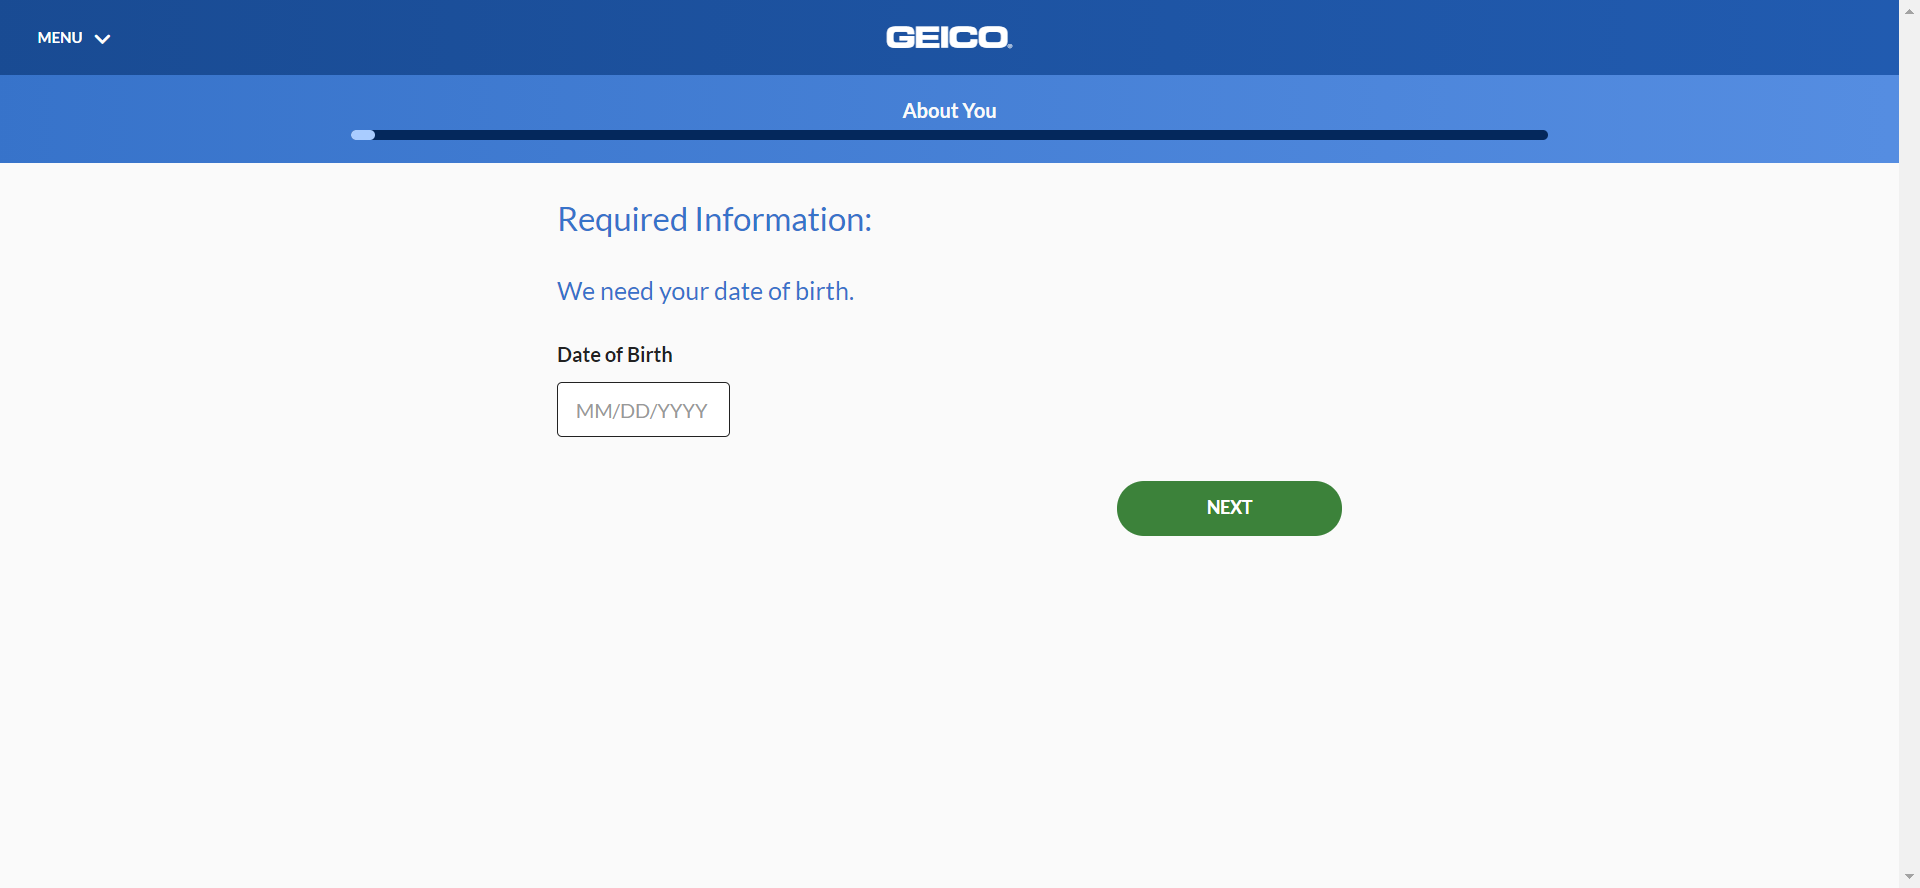 MENU
GEICO
About You
Required Information:
We need your date of birth.
Date of Birth
MM/DD/YYYY
NEXT